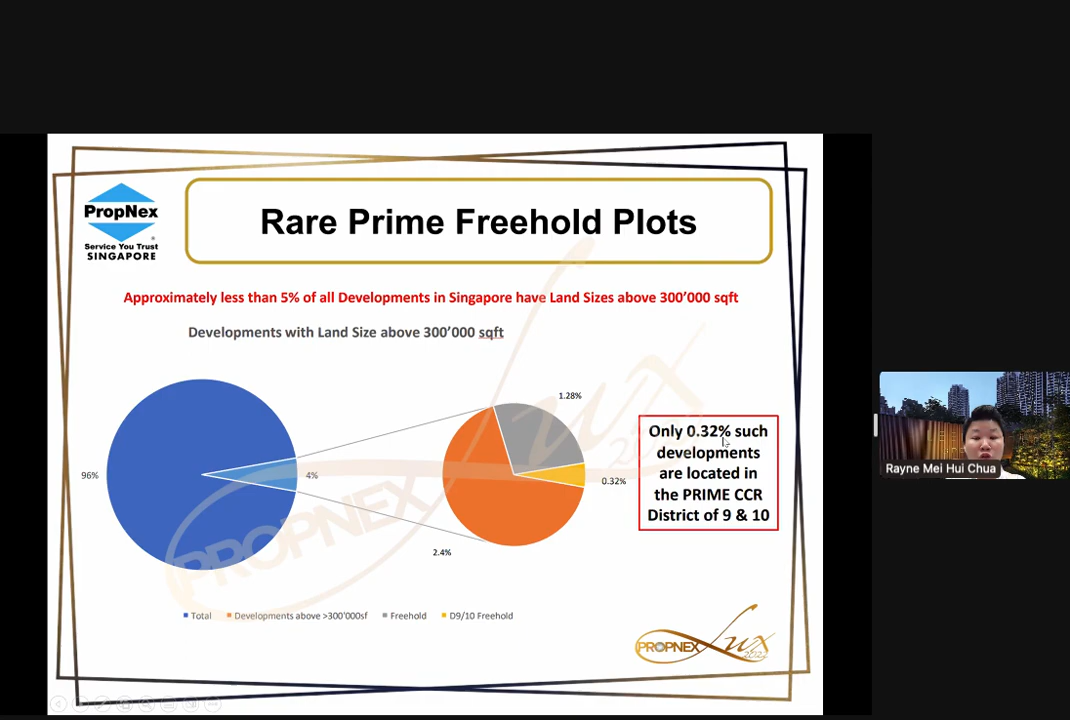 PropNex
Service You Trust
SINGAPORE
Rare Prime Freehold Plots
Approximately less than 5% of all Developments in Singapore have Land Sizes above 300'000 sqft
Developments with Land Size above 300'000 sqft
96%
4%
1.28%
0.32%
2.4%
Only 0.32% such
developments
are located in
the PRIME CCR
District of 9 & 10
Total
Developments above >300'000sf
Freehold
D9/10 Freehold
PROPNEX Lux
PROPNEX Lux
Rayne Mei Hui Chua